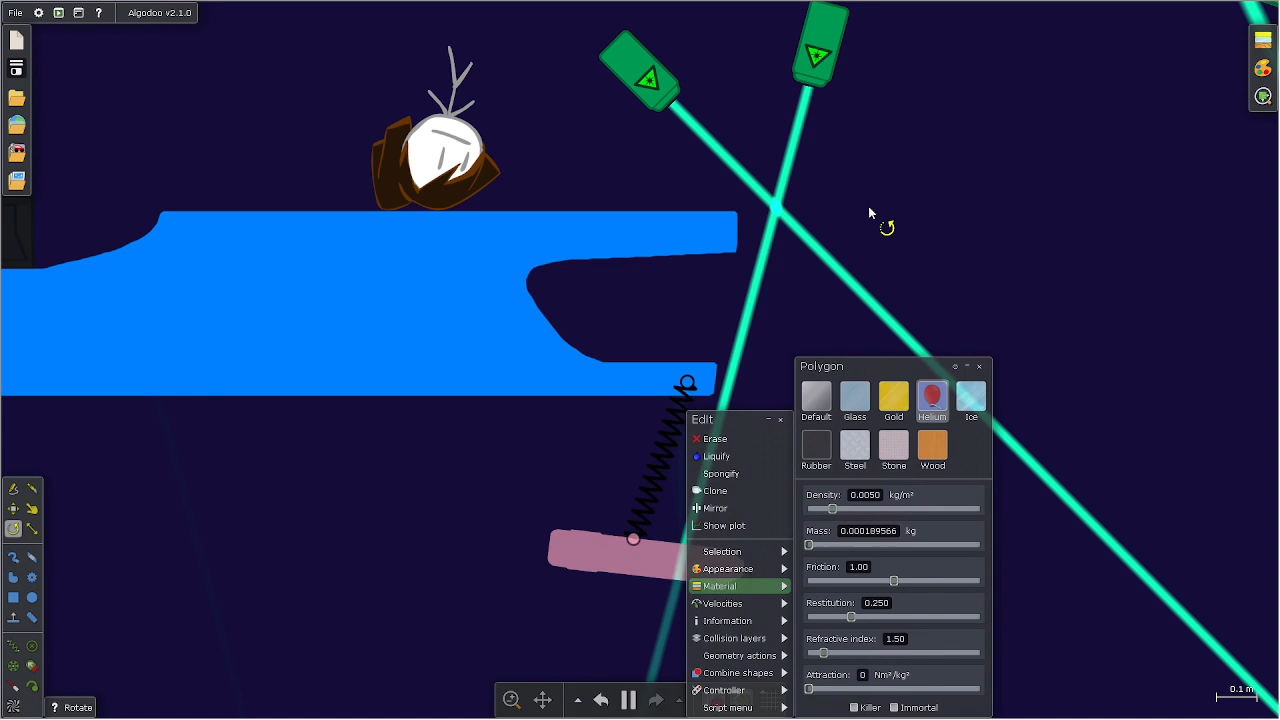 File ? Algodoo v2.1.0
Polygon
Default Glass Gold Helium Ice
Rubber Steel Stone Wood
Density: 0.0050 kg/m²
Mass: 0.000189566 kg
Friction: 1.00
Restitution: 0.250
Refractive index: 1.50
Attraction: 0 Nm²/kg²
Killer Immortal
Edit
Erase
Liquify
Spongify
Clone
Mirror
Show plot
Selection
Appearance
Material
Velocities
Information
Collision layers
Geometry actions
Combine shapes
Controller
Script menu
? Rotate
0.1 m